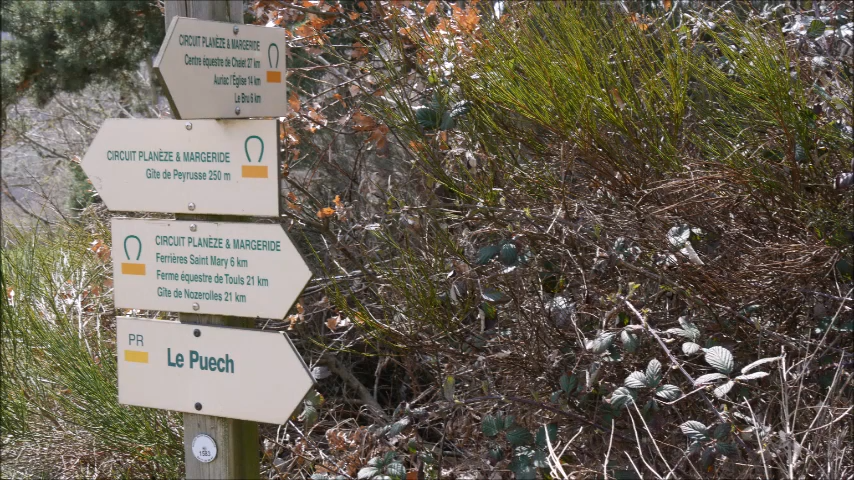 CIRCUIT PLANÈZE & MARGERIDE
Centre équestre de Chalet 27 km
Auriac l'Église 14 km
Le Bru 6 km
CIRCUIT PLANÈZE & MARGERIDE
Gîte de Peyrusse 250 m
CIRCUIT PLANÈZE & MARGERIDE
Ferrières Saint Mary 6 km
Ferme équestre de Touls 21 km
Gîte de Nozerolles 21 km
PR
Le Puech
1583